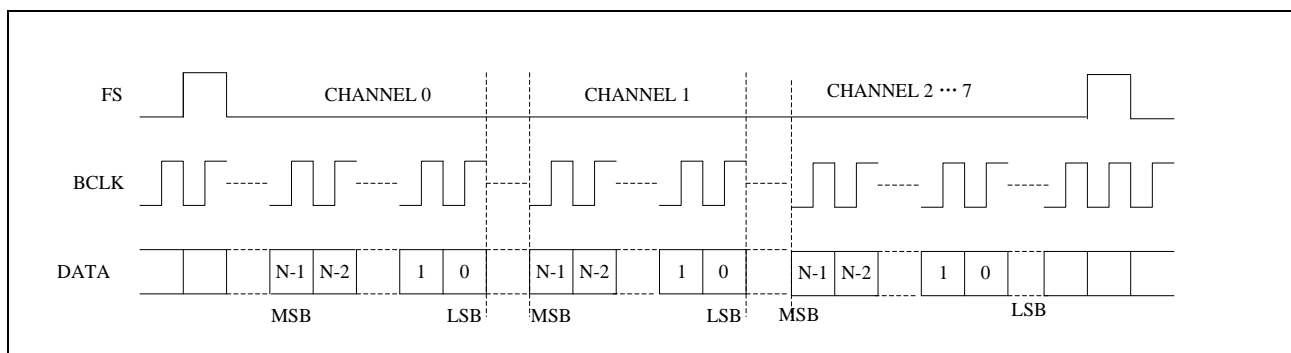 FS CHANNEL 0 CHANNEL 1 CHANNEL 2 ··· 7
BCLK
DATA N-1 N-2 1 0 N-1 N-2 1 0 N-1 N-2 1 0
MSB LSB MSB LSB MSB LSB